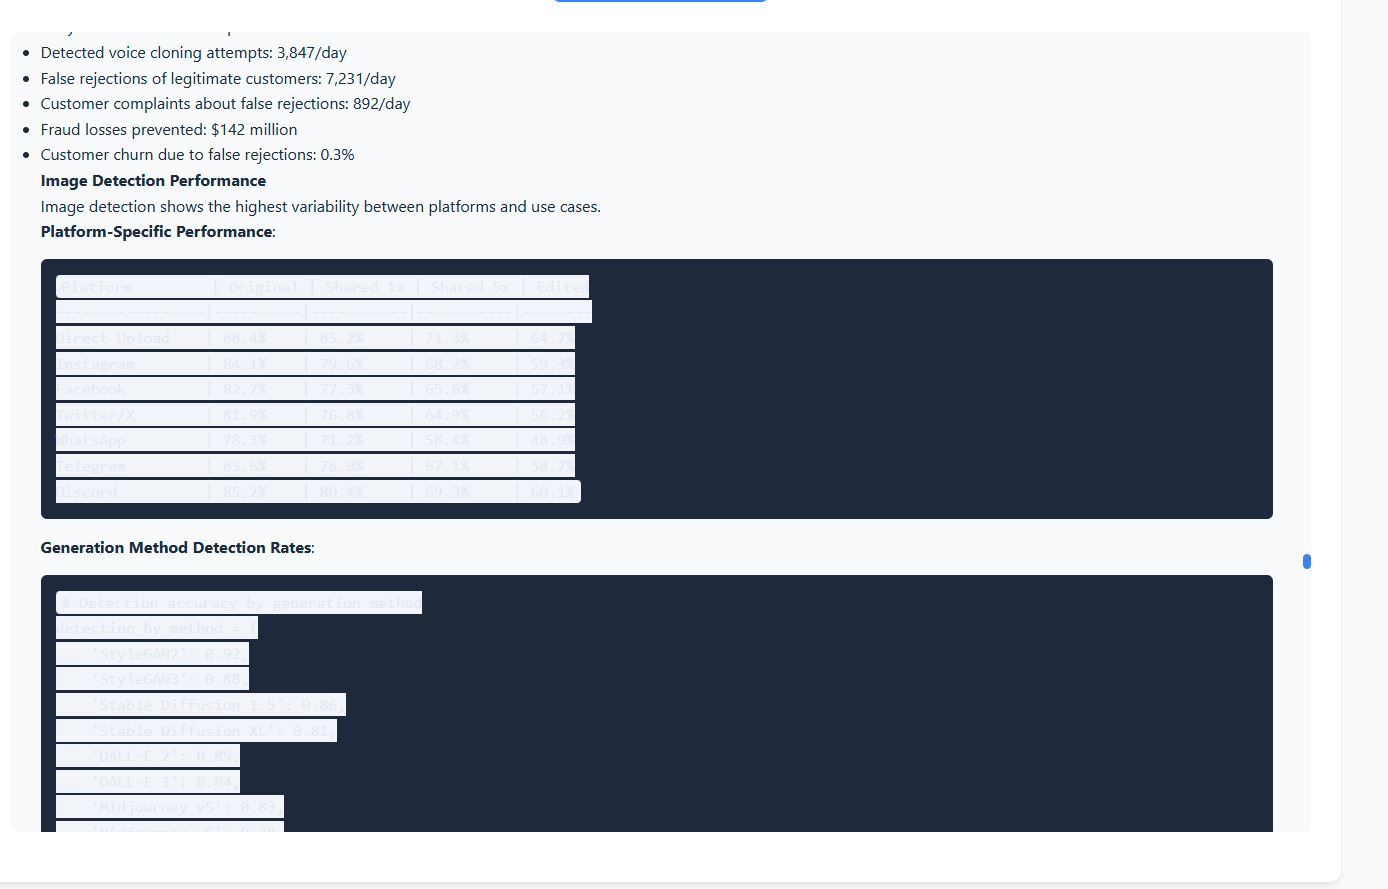 Detected voice cloning attempts: 3,847/day
False rejections of legitimate customers: 7,231/day
Customer complaints about false rejections: 892/day
Fraud losses prevented: $142 million
Customer churn due to false rejections: 0.3%
Image Detection Performance
Image detection shows the highest variability between platforms and use cases.
Platform-Specific Performance:
Platform | Original | Shared 1x | Shared 5x | Edited
-----------------|----------|-----------|-----------|-------
Direct Upload | 88.4% | 85.2% | 71.3% | 64.7%
Instagram | 84.1% | 79.6% | 68.2% | 59.3%
Facebook | 82.7% | 77.3% | 65.8% | 57.1%
Twitter/X | 81.9% | 76.8% | 64.9% | 56.2%
WhatsApp | 78.3% | 71.2% | 58.4% | 48.9%
Telegram | 83.6% | 78.9% | 67.1% | 58.7%
Discord | 85.2% | 80.4% | 69.3% | 60.1%
Generation Method Detection Rates:
# Detection accuracy by generation method
detection_by_method = {
'StyleGAN2': 0.92,
'StyleGAN3': 0.88,
'Stable Diffusion 1.5': 0.86,
'Stable Diffusion XL': 0.81,
'DALL-E 2': 0.89,
'DALL-E 3': 0.84,
'Midjourney v5': 0.83,